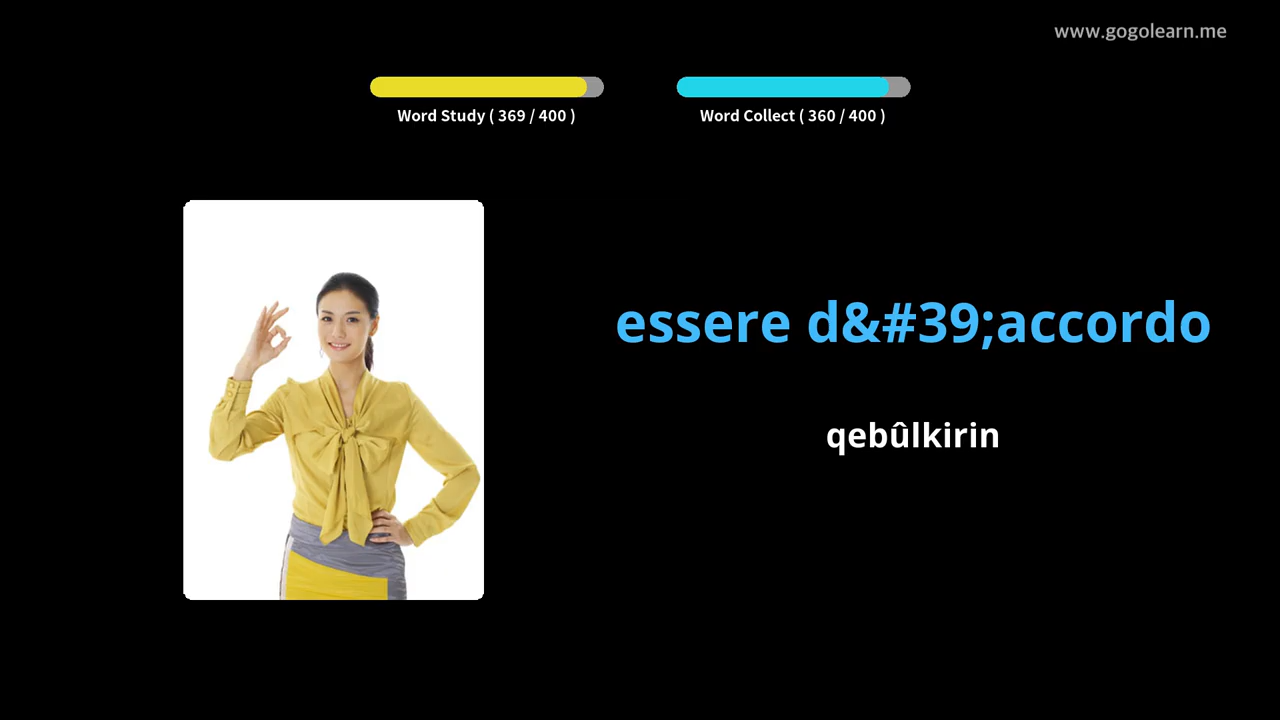 www.gogolearn.me
Word Study ( 369 / 400 )
Word Collect ( 360 / 400 )
essere d&#39;accordo
qebûlkirin